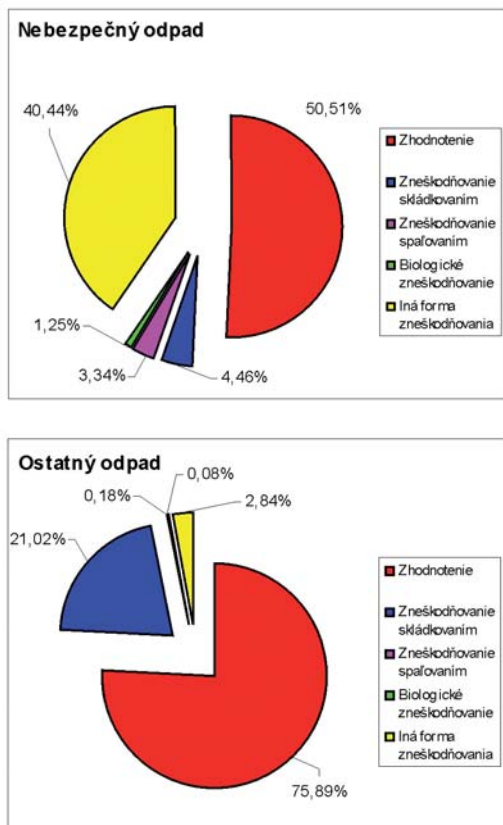 Nebezpečný odpad
40,44%
50,51%
1,25%
3,34%
4,46%
Zhodnotenie
Zneškodňovanie
skládkovaním
Zneškodňovanie
spaľovaním
Biologické
zneškodňovanie
Iná forma
zneškodňovania
Ostatný odpad
0,08%
0,18%
2,84%
21,02%
75,89%
Zhodnotenie
Zneškodňovanie
skládkovaním
Zneškodňovanie
spaľovaním
Biologické
zneškodňovanie
Iná forma
zneškodňovania